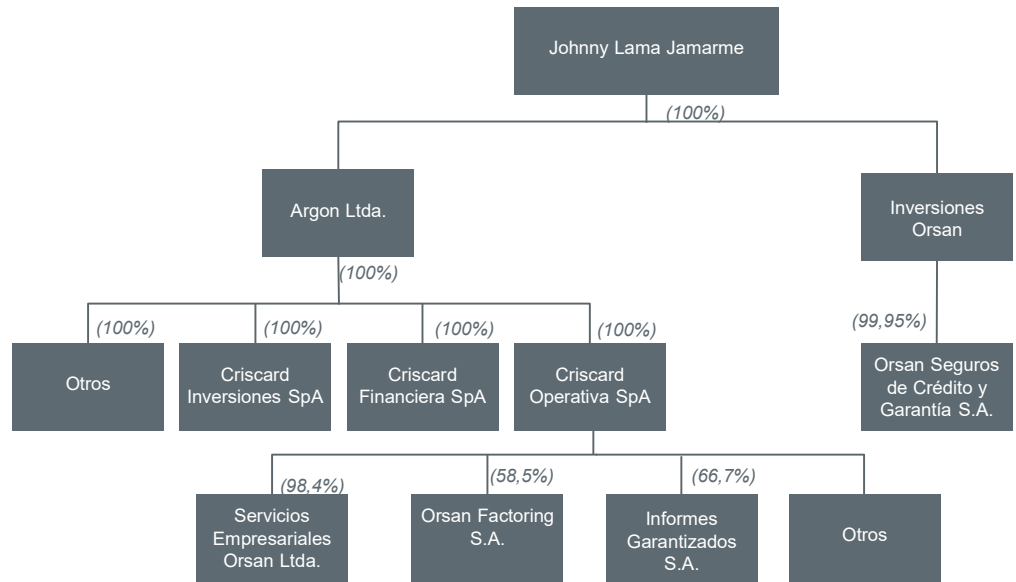 Johnny Lama Jamarme
(100%)
Argon Ltda.
Inversiones
Orsan
(100%)
(100%)
(100%)
(100%)
(100%)
(99,95%)
Otros
Criscard
Inversiones SpA
Criscard
Financiera SpA
Criscard
Operativa SpA
Orsan Seguros
de Crédito y
Garantía S.A.
(98,4%)
(58,5%)
(66,7%)
Servicios
Empresariales
Orsan Ltda.
Orsan Factoring
S.A.
Informes
Garantizados
S.A.
Otros